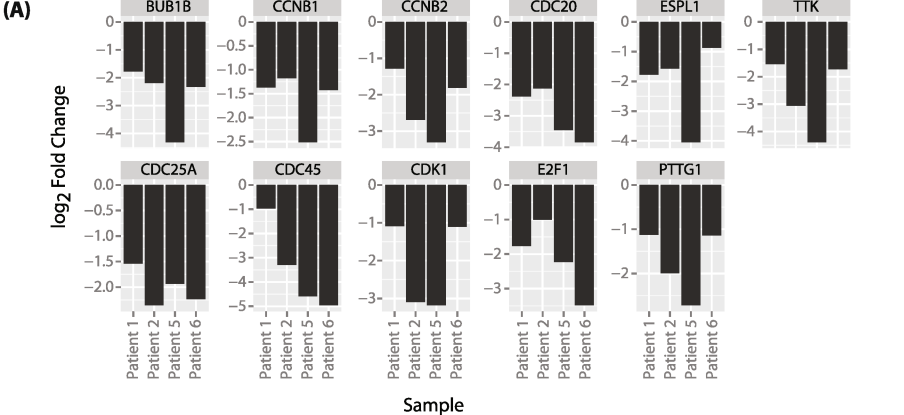 (A)
BUB1B CCNB1 CCNB2 CDC20 ESPL1 TTK
0 −1 −2 −3 −4
0.0 −0.5 −1.0 −1.5 −2.0 −2.5
0 −1 −2 −3
0 −1 −2 −3 −4
0 −1 −2 −3 −4
0 −1 −2 −3 −4
log2 Fold Change
CDC25A CDC45 CDK1 E2F1 PTTG1
0.0 −0.5 −1.0 −1.5 −2.0
0 −1 −2 −3 −4 −5
0 −1 −2 −3
0 −1 −2 −3
0 −1 −2
Patient 1 Patient 2 Patient 5 Patient 6
Patient 1 Patient 2 Patient 5 Patient 6
Patient 1 Patient 2 Patient 5 Patient 6
Patient 1 Patient 2 Patient 5 Patient 6
Patient 1 Patient 2 Patient 5 Patient 6
Sample